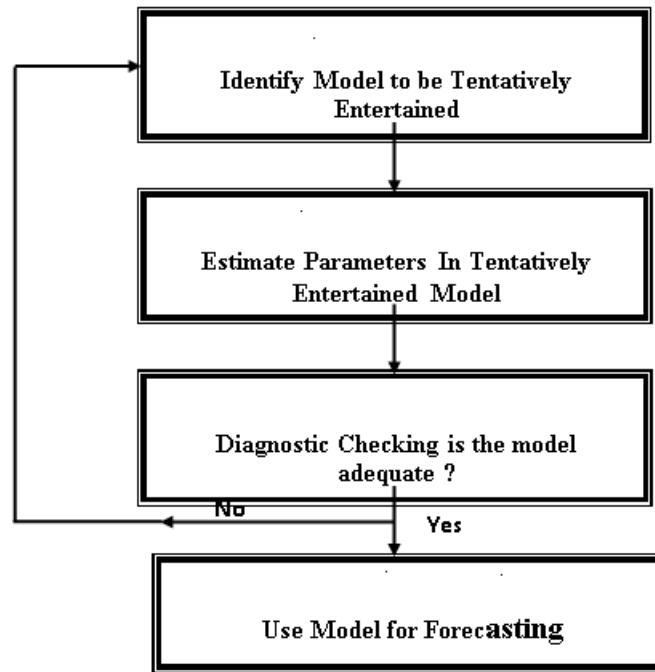 Identify Model to be Tentatively
Entertained
Estimate Parameters In Tentatively
Entertained Model
Diagnostic Checking is the model
adequate ?
No
Yes
Use Model for Forecasting